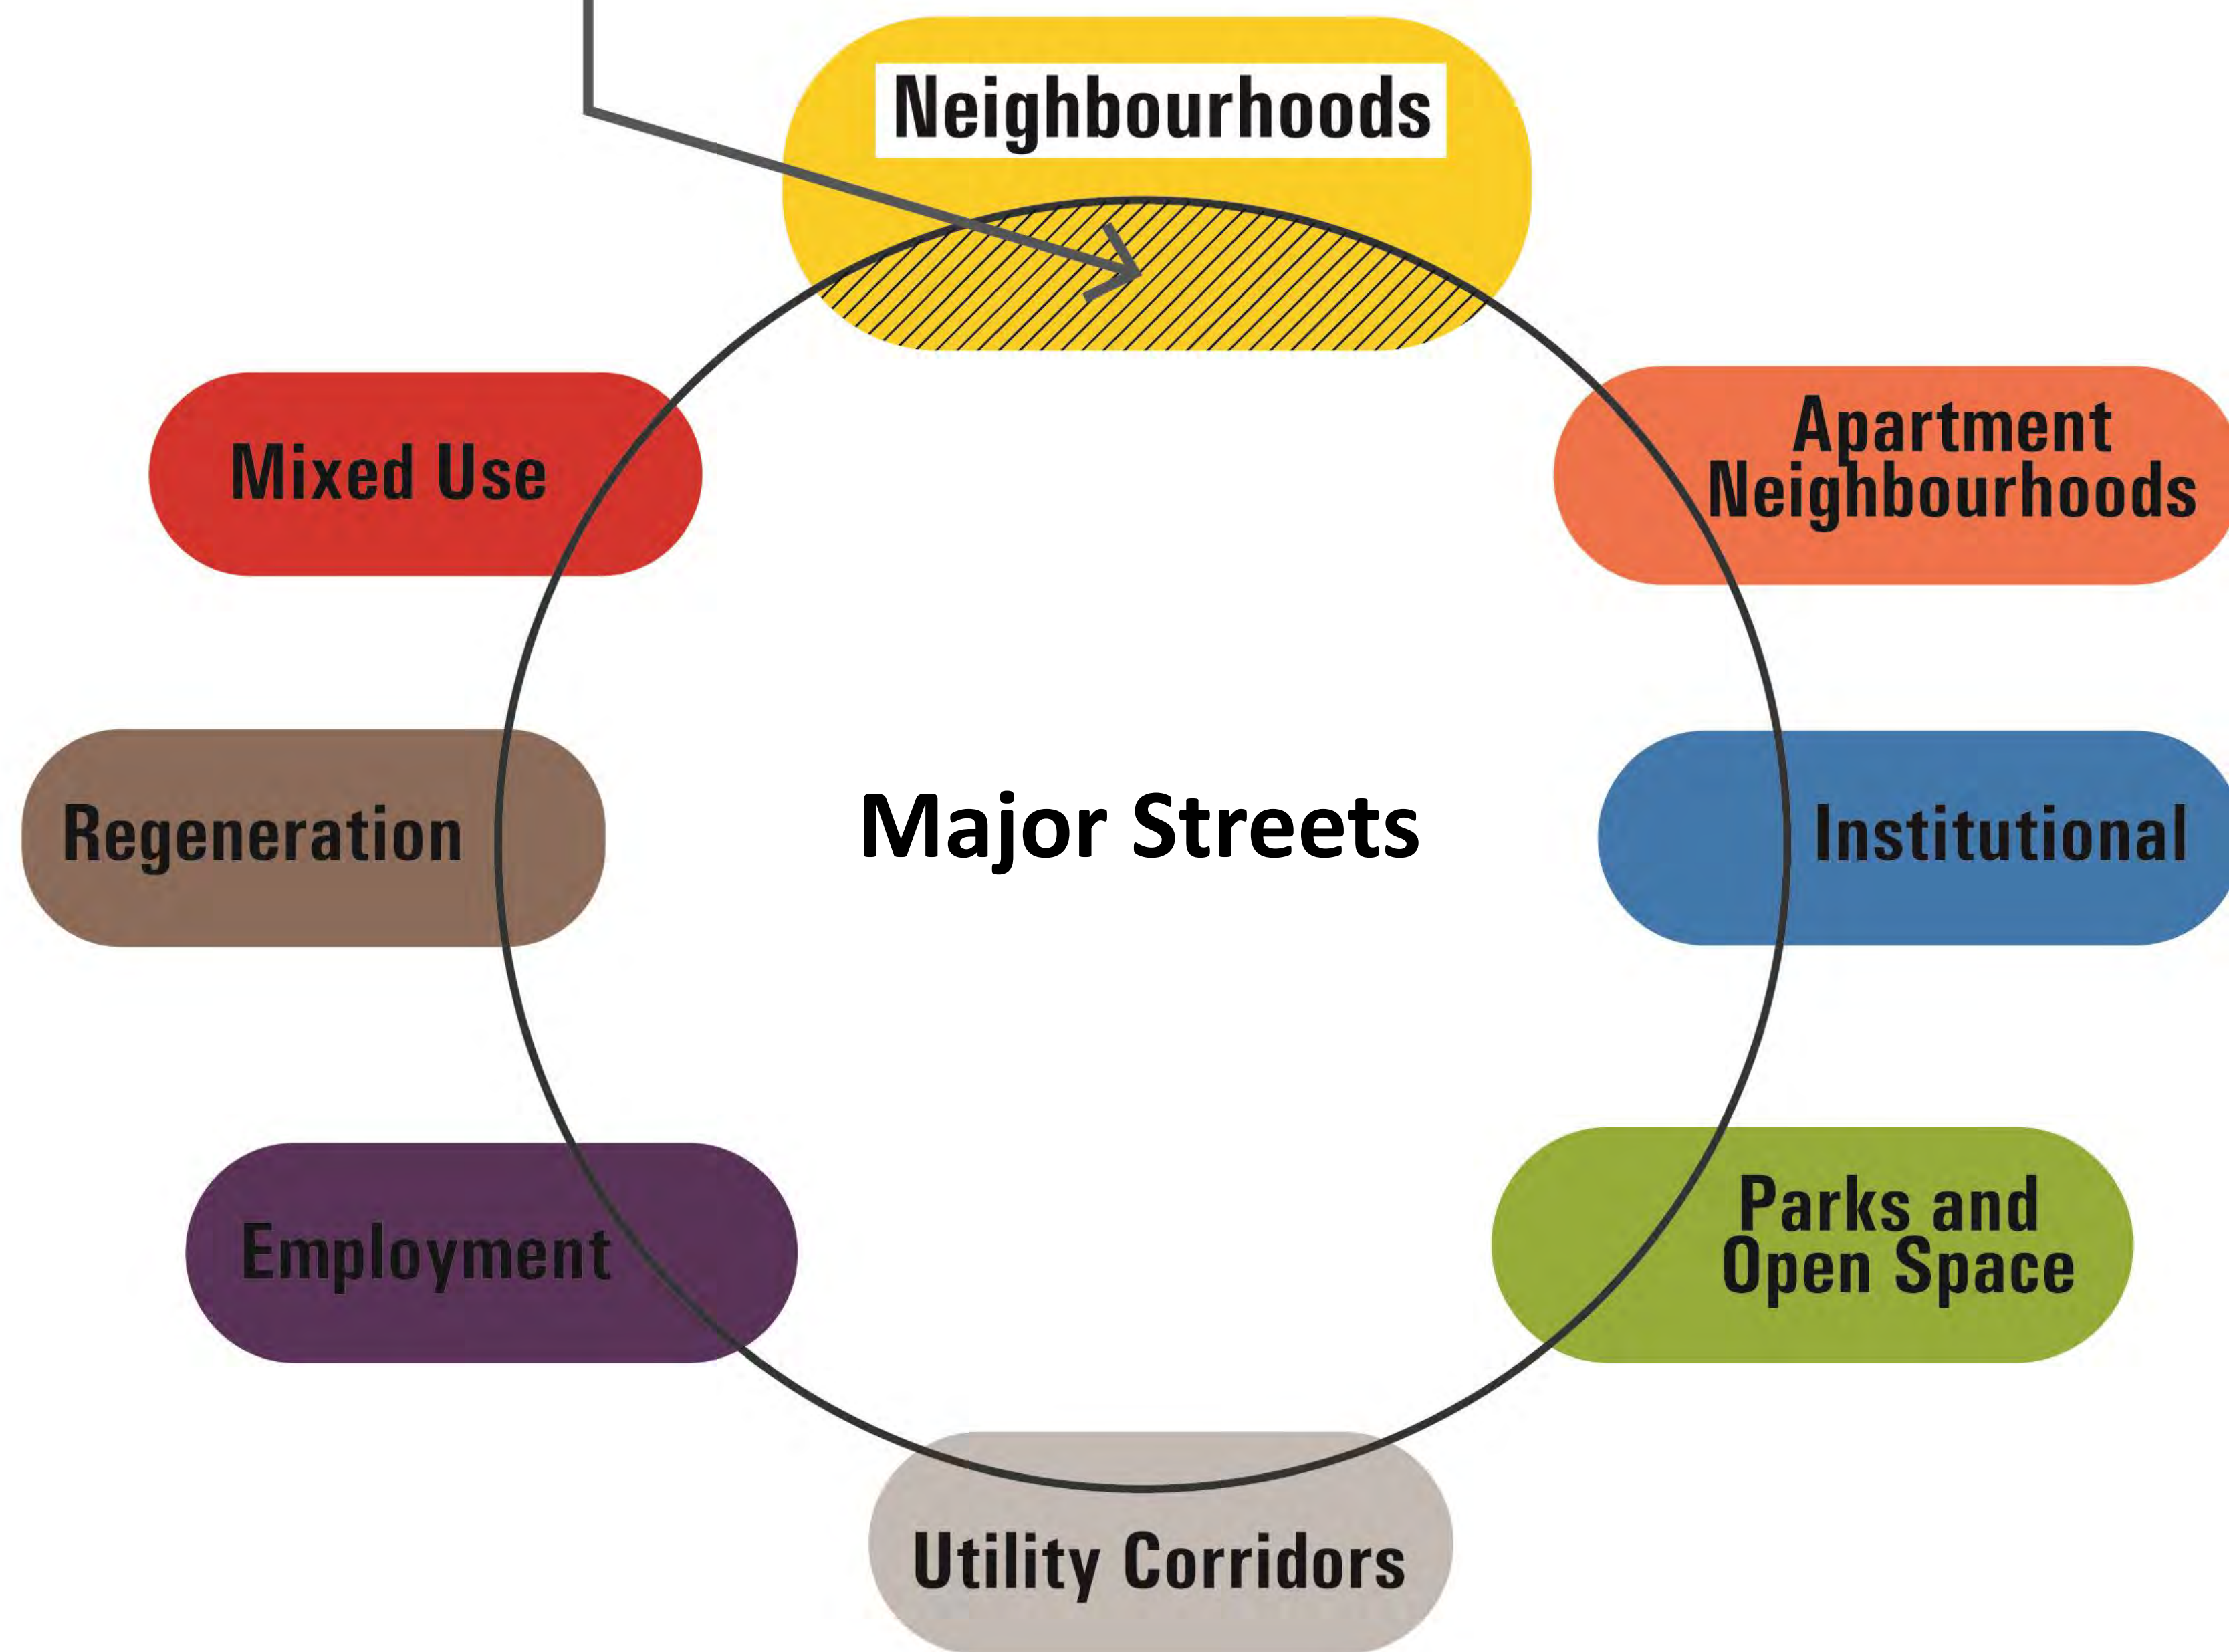 Neighbourhoods
Mixed Use
Apartment
Neighbourhoods
Regeneration
Major Streets
Institutional
Employment
Parks and
Open Space
Utility Corridors